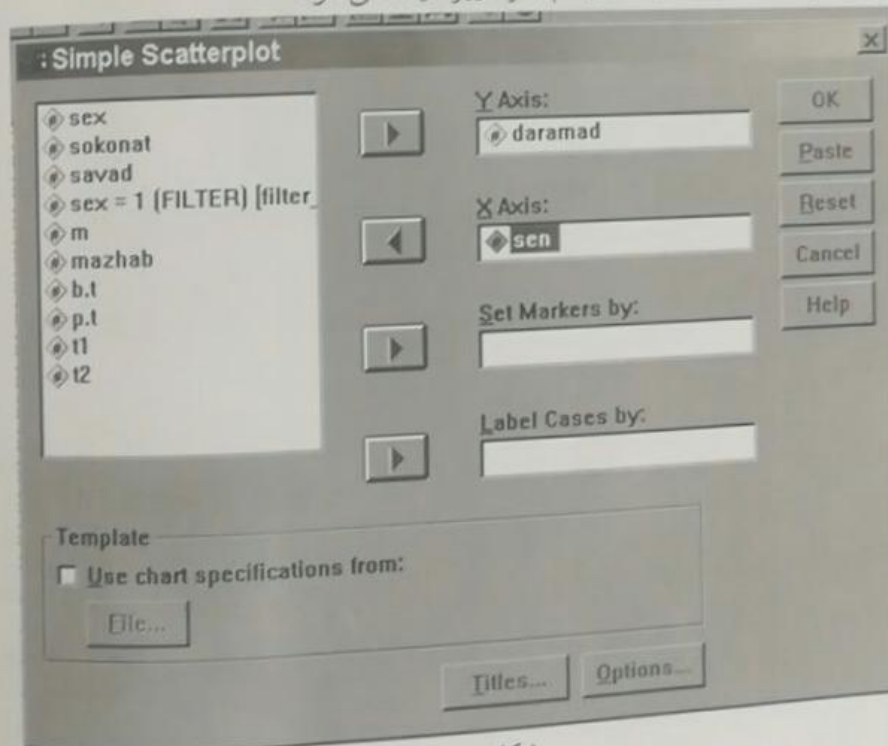 Simple Scatterplot
sex
sokonat
savad
sex = 1 (FILTER) [filter_
m
mazhab
b.t
p.t
t1
t2
Y Axis:
daramad
X Axis:
sen
Set Markers by:
Label Cases by:
OK
Paste
Reset
Cancel
Help
Template
Use chart specifications from:
File...
Titles...
Options...